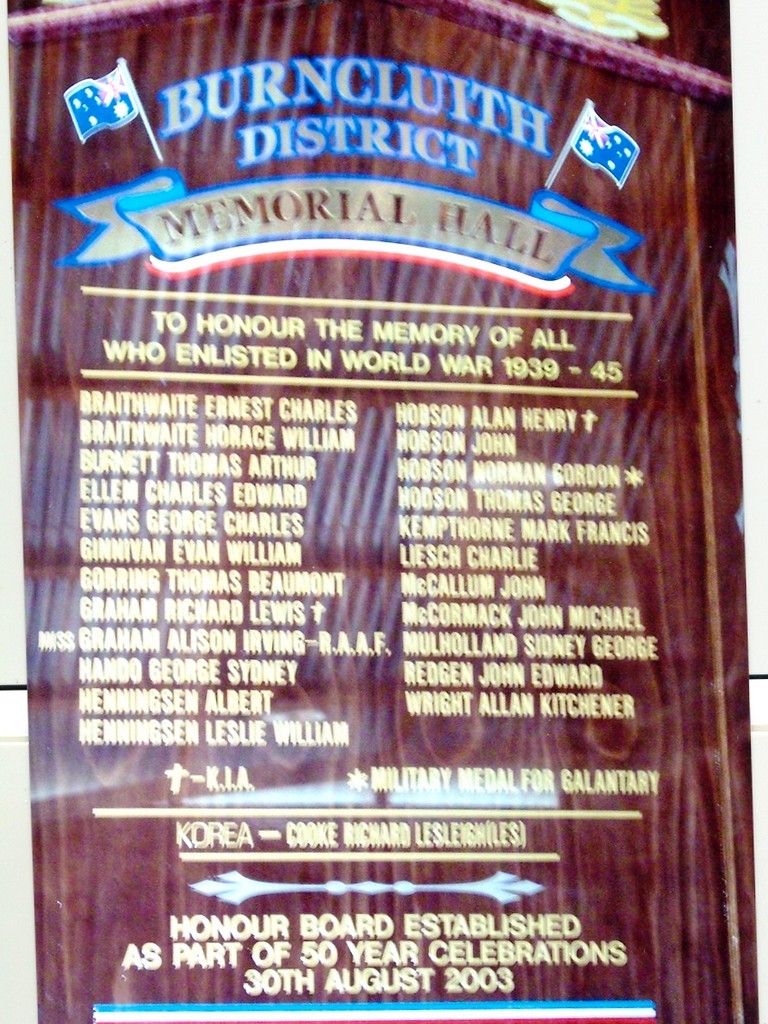 BURNCLUITH
DISTRICT
MEMORIAL HALL
TO HONOUR THE MEMORY OF ALL
WHO ENLISTED IN WORLD WAR 1939 - 45
BRAITHWAITE ERNEST CHARLES
BRAITHWAITE HORACE WILLIAM
BURNETT THOMAS ARTHUR
ELLEM CHARLES EDWARD
EVANS GEORGE CHARLES
GINNIVAN EVAN WILLIAM
GORRING THOMAS BEAUMONT
GRAHAM RICHARD LEWIS ✝
MISS GRAHAM ALISON IRVING-R.A.A.F.
HANDO GEORGE SYDNEY
HENNINGSEN ALBERT
HENNINGSEN LESLIE WILLIAM
HOBSON ALAN HENRY ✝
HOBSON JOHN
HOBSON NORMAN GORDON *
HODSON THOMAS GEORGE
KEMPTHORNE MARK FRANCIS
LIESCH CHARLIE
McCALLUM JOHN
McCORMACK JOHN MICHAEL
MULHOLLAND SIDNEY GEORGE
REDGEN JOHN EDWARD
WRIGHT ALLAN KITCHENER
✝-K.I.A. * MILITARY MEDAL FOR GALANTARY
KOREA - COOKE RICHARD LESLEIGH(LES)
HONOUR BOARD ESTABLISHED
AS PART OF 50 YEAR CELEBRATIONS
30TH AUGUST 2003